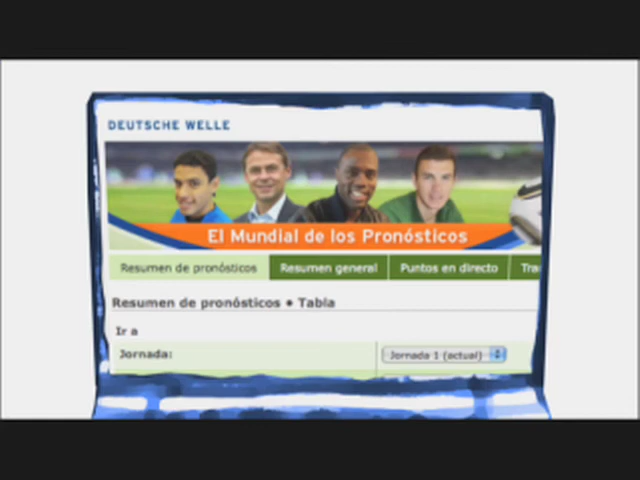 DEUTSCHE WELLE
El Mundial de los Pronósticos
Resumen de pronósticos
Resumen general
Puntos en directo
Resumen de pronósticos • Tabla
Ir a
Jornada:
Jornada 1 (actual)